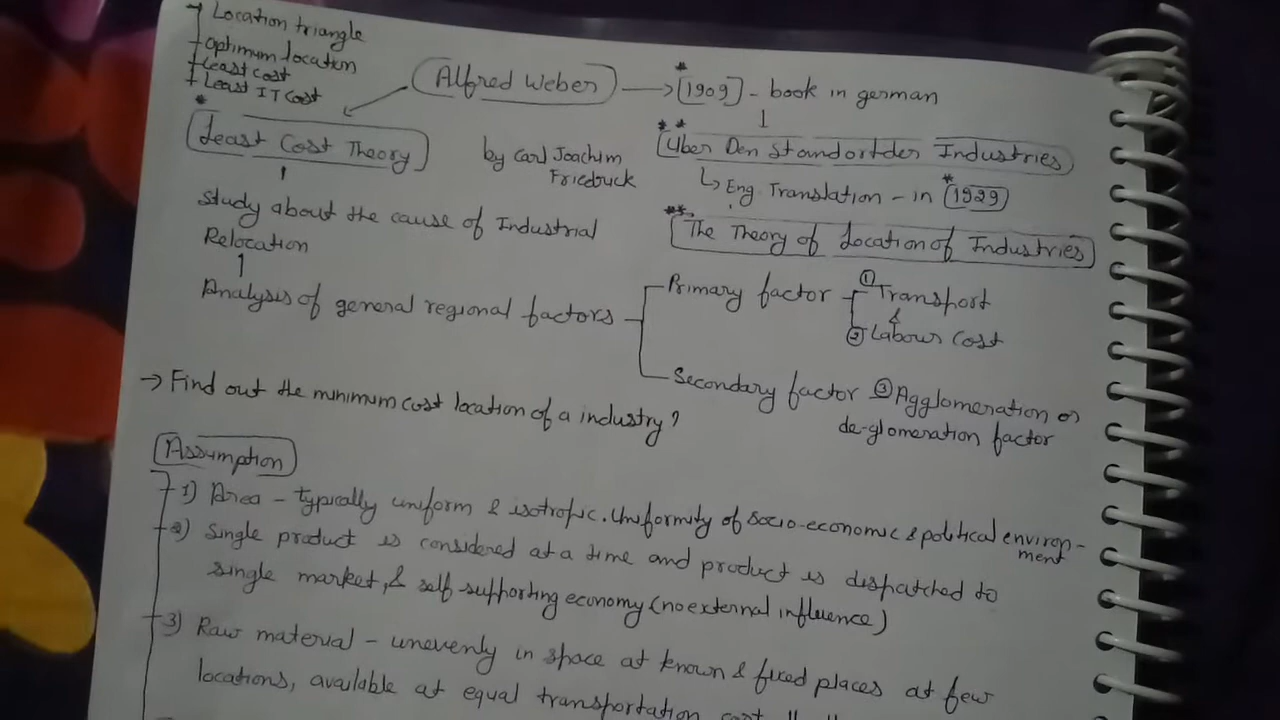 → Location triangle
optimum location
Least cost
Least IT Cost
Alfred Weber → [1909] - book in german
Least Cost Theory
by Carl Joachim
Friedruck
Uber Den Standortder Industries
↳ Eng. Translation - in 1929
The Theory of Location of Industries
Study about the cause of Industrial
Relocation
Analysis of general regional factors
Primary factor
① Transport
&
② Labour Cost
Secondary factor ③ Agglomeration or
de-glomeration factor
→ Find out the minimum cost location of a industry?
Assumption
1) Area - typically uniform & isotropic. Uniformity of socio-economic & political environ-
ment
2) Single product is considered at a time and product is dispatched to
single market, & self-supporting economy (no external influence)
3) Raw material - unevenly in space at known & fixed places at few
locations, available at equal transportation cost